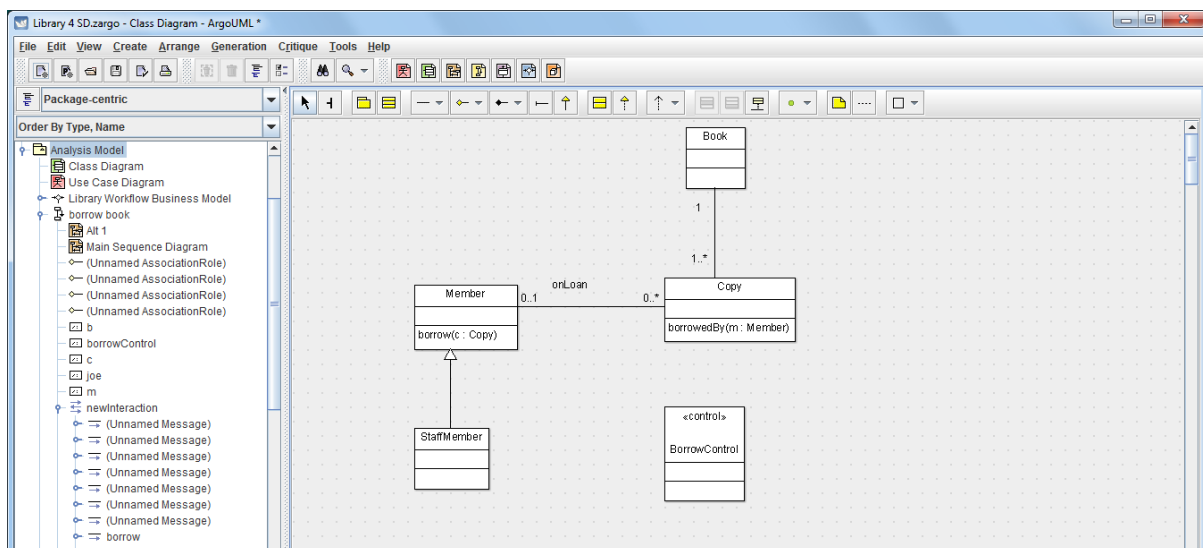 Library 4 SD.zargo - Class Diagram - ArgoUML *
File Edit View Create Arrange Generation Critique Tools Help
Package-centric
Order By Type, Name
Analysis Model
Class Diagram
Use Case Diagram
Library Workflow Business Model
borrow book
Alt 1
Main Sequence Diagram
(Unnamed AssociationRole)
(Unnamed AssociationRole)
(Unnamed AssociationRole)
(Unnamed AssociationRole)
b
borrowControl
c
joe
m
newInteraction
(Unnamed Message)
(Unnamed Message)
(Unnamed Message)
(Unnamed Message)
(Unnamed Message)
(Unnamed Message)
(Unnamed Message)
borrow
Book
1
1..*
Member
0..1
onLoan
0..*
Copy
borrow(c : Copy)
borrowedBy(m : Member)
StaffMember
«control»
BorrowControl